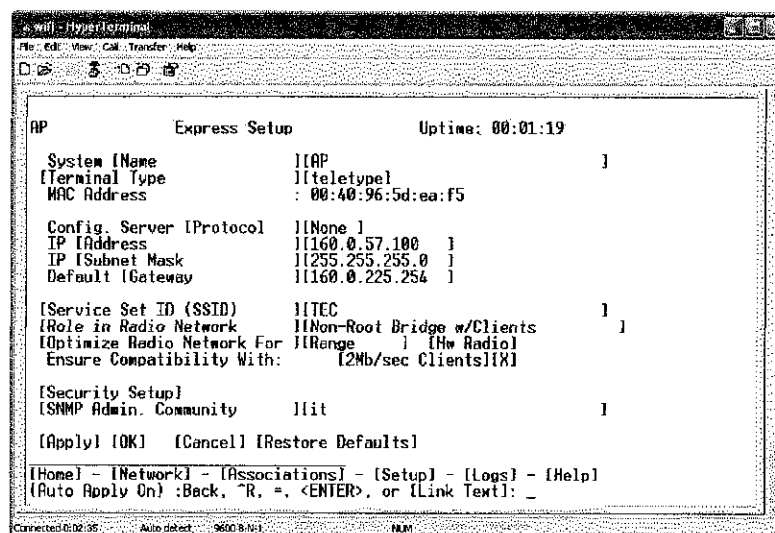 wifi - HyperTerminal
File Edit View Call Transfer Help
AP Express Setup Uptime: 00:01:19
System [Name ][AP ]
[Terminal Type ][teletype]
MAC Address : 00:40:96:5d:ea:f5
Config. Server [Protocol ][None ]
IP [Address ][160.0.57.100 ]
IP [Subnet Mask ][255.255.255.0 ]
Default [Gateway ][160.0.225.254 ]
[Service Set ID (SSID) ][TEC ]
[Role in Radio Network ][Non-Root Bridge w/Clients ]
[Optimize Radio Network For ][Range ] [Hw Radio]
Ensure Compatibility With: [2Mb/sec Clients][X]
[Security Setup]
[SNMP Admin. Community ][it ]
[Apply] [OK] [Cancel] [Restore Defaults]
[Home] - [Network] - [Associations] - [Setup] - [Logs] - [Help]
(Auto Apply On) :Back, ^R, =, <ENTER>, or [Link Text]: _
Connected 0:02:35 Auto detect 9600 8-N-1 NUM